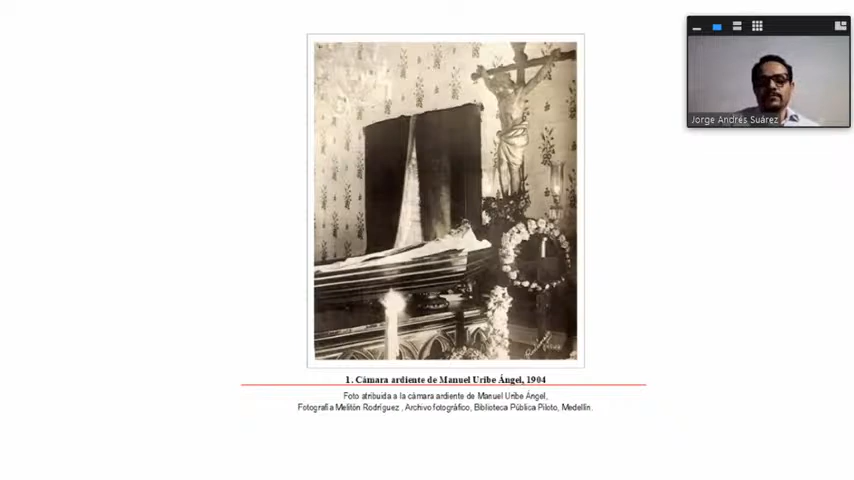 Jorge Andrés Suárez
1. Cámara ardiente de Manuel Uribe Ángel, 1904
Foto atribuida a la cámara ardiente de Manuel Uribe Ángel,
Fotografía Melitón Rodríguez , Archivo fotográfico, Biblioteca Pública Piloto, Medellín.